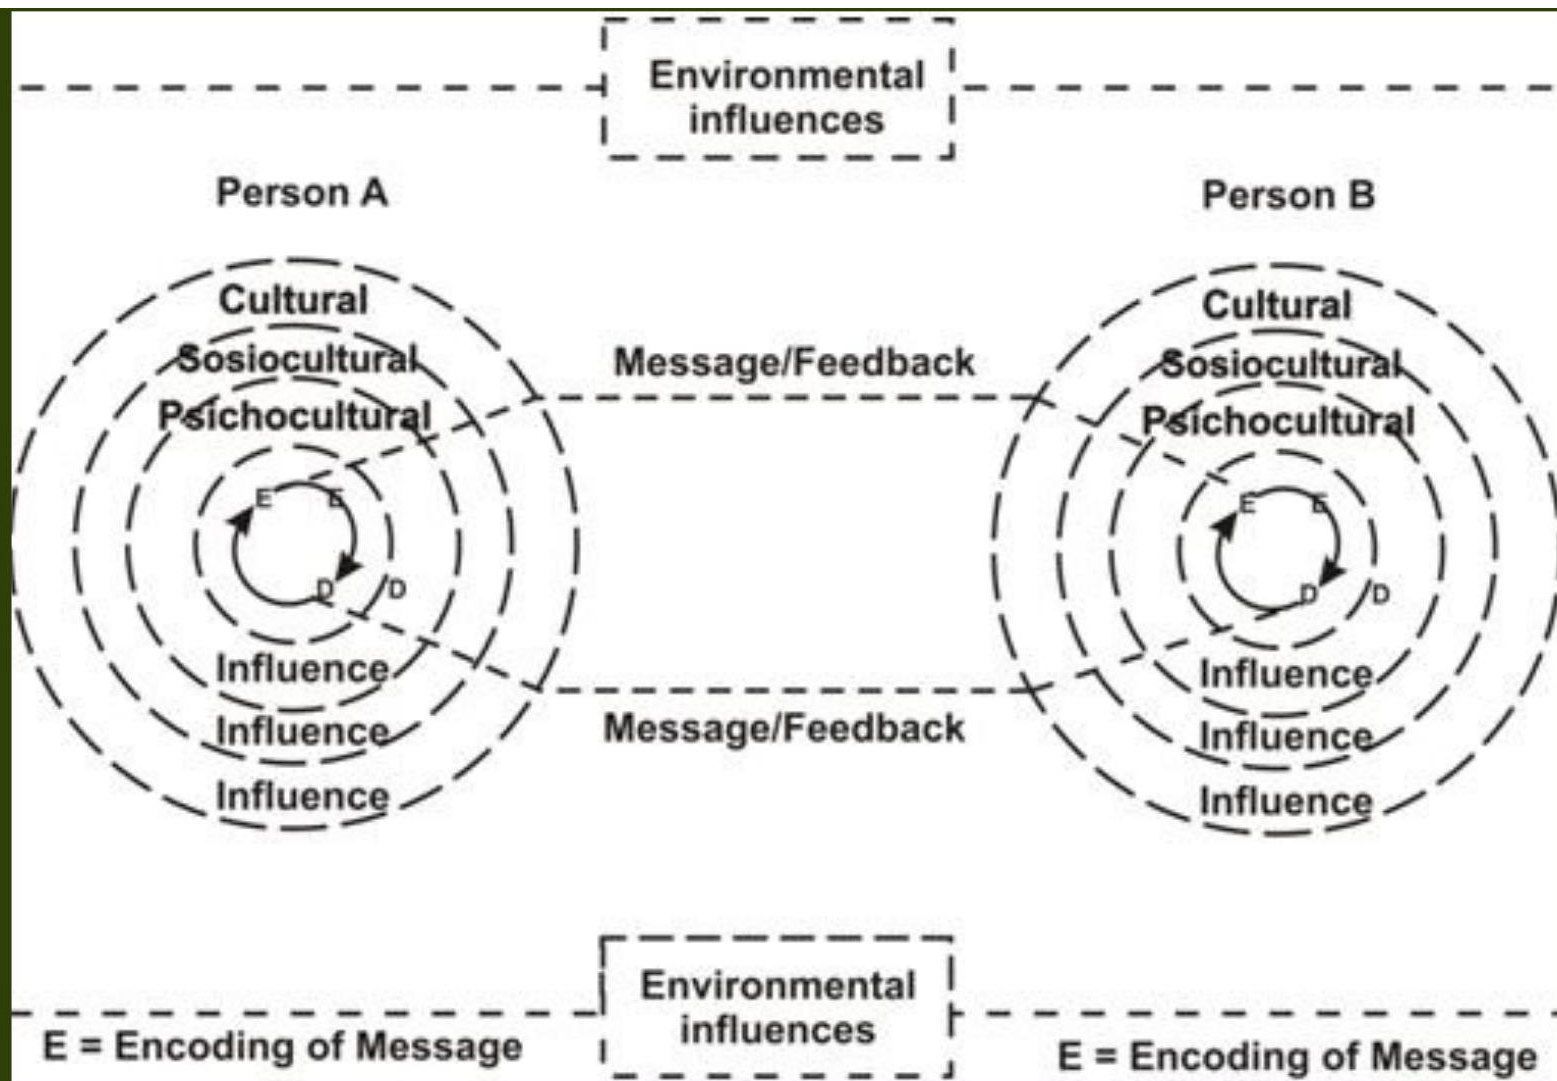 Environmental
influences
Person A
Person B
Cultural
Sosiocultural
Psichocultural
E
E
D
D
Influence
Influence
Influence
Message/Feedback
Message/Feedback
Cultural
Sosiocultural
Psichocultural
E
E
D
D
Influence
Influence
Influence
Environmental
influences
E = Encoding of Message
E = Encoding of Message